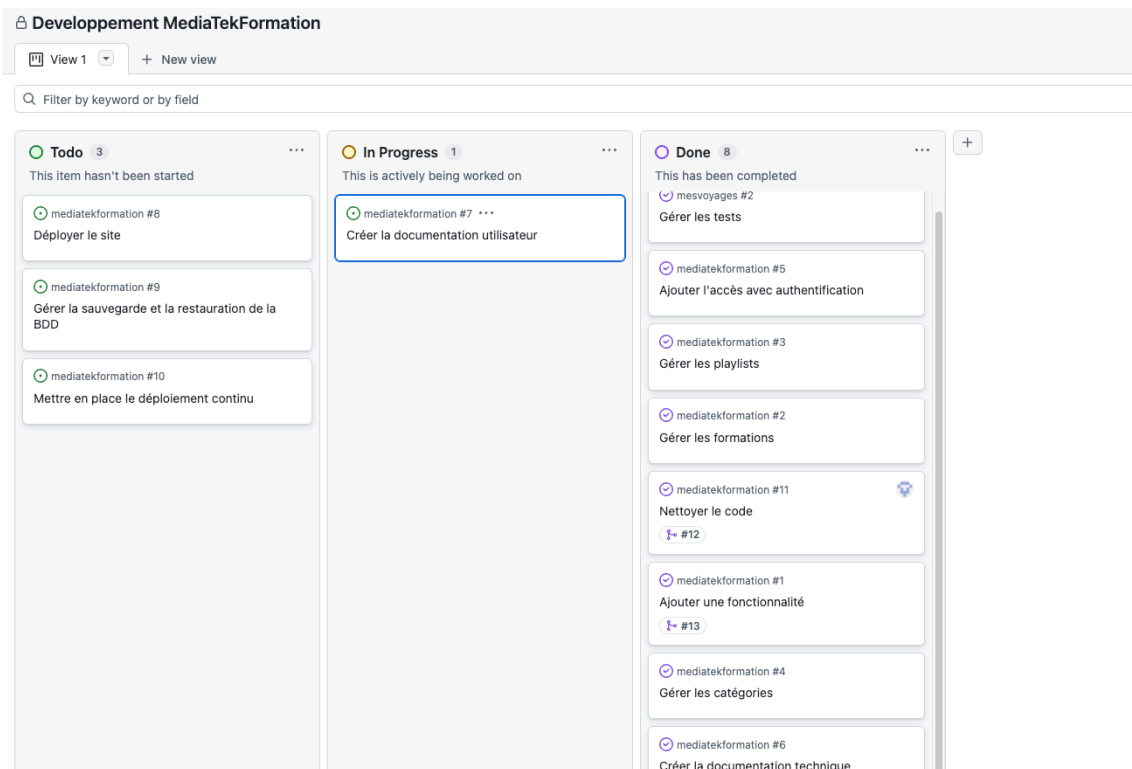 Developpement MediaTekFormation
View 1
New view
Filter by keyword or by field
Todo 3
This item hasn't been started
mediatekformation #8
Déployer le site
mediatekformation #9
Gérer la sauvegarde et la restauration de la
BDD
mediatekformation #10
Mettre en place le déploiement continu
In Progress 1
This is actively being worked on
mediatekformation #7
Créer la documentation utilisateur
Done 8
This has been completed
mesvoyages #2
Gérer les tests
mediatekformation #5
Ajouter l'accès avec authentification
mediatekformation #3
Gérer les playlists
mediatekformation #2
Gérer les formations
mediatekformation #11
Nettoyer le code
#12
mediatekformation #1
Ajouter une fonctionnalité
#13
mediatekformation #4
Gérer les catégories
mediatekformation #6
Créer la documentation technique